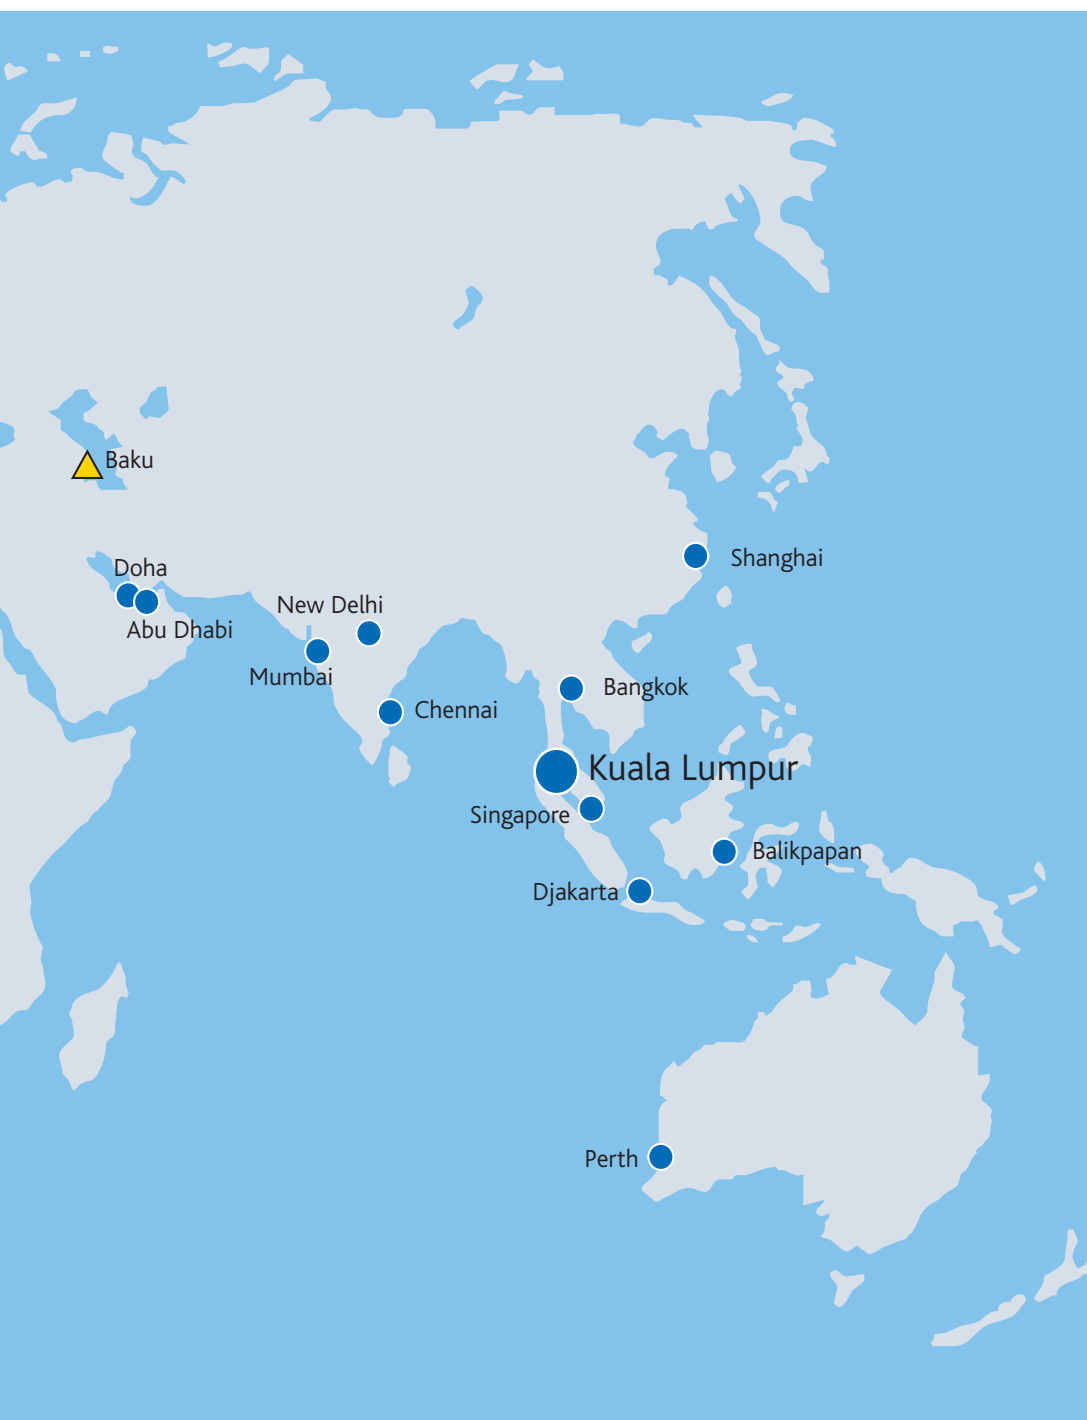 Baku
Shanghai
Doha
New Delhi
Abu Dhabi
Mumbai
Bangkok
Chennai
Kuala Lumpur
Singapore
Balikpapan
Djakarta
Perth